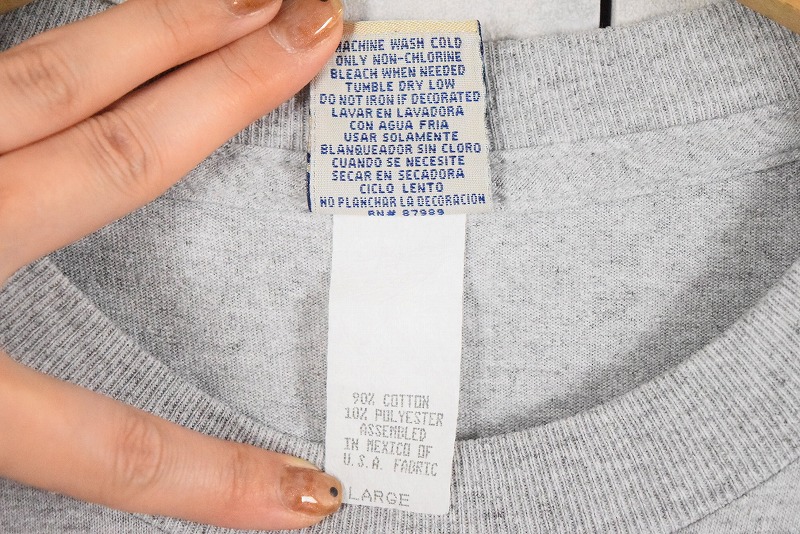 MACHINE WASH COLD
ONLY NON-CHLORINE
BLEACH WHEN NEEDED
TUMBLE DRY LOW
DO NOT IRON IF DECORATED
LAVAR EN LAVADORA
CON AGUA FRIA
USAR SOLAMENTE
BLANQUEADOR SIN CLORO
CUANDO SE NECESITE
SECAR EN SECADORA
CICLO LENTO
NO PLANCHAR LA DECORACION
RN# 87989
90% COTTON
10% POLYESTER
ASSEMBLED
IN MEXICO OF
U.S.A. FABRIC
LARGE